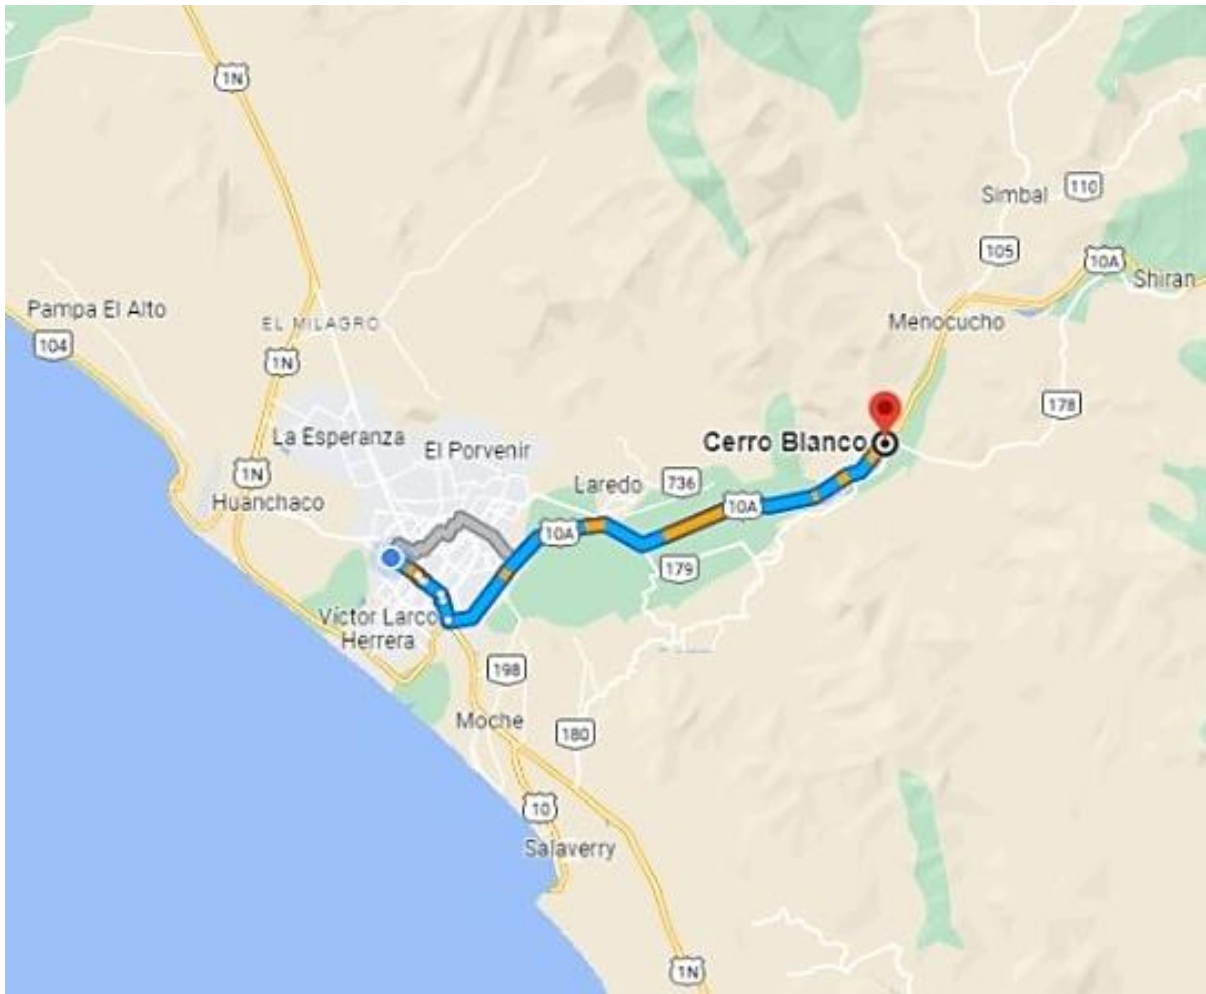 1N
Simbal
110
105
10A
Shiran
Pampa El Alto
EL MILAGRO
Menocucho
104
1N
178
La Esperanza
El Porvenir
Cerro Blanco
1N
Huanchaco
Laredo
736
10A
10A
179
Víctor Larco
Herrera
198
Moche
180
10
Salaverry
1N